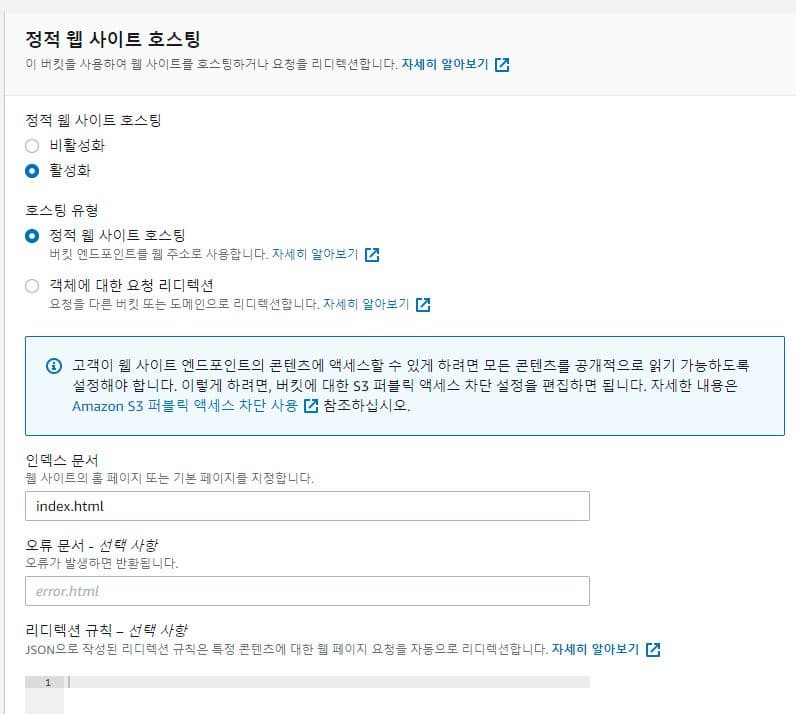 정적 웹 사이트 호스팅
이 버킷을 사용하여 웹 사이트를 호스팅하거나 요청을 리디렉션합니다. 자세히 알아보기
정적 웹 사이트 호스팅
비활성화
활성화
호스팅 유형
정적 웹 사이트 호스팅
버킷 엔드포인트를 웹 주소로 사용합니다. 자세히 알아보기
객체에 대한 요청 리디렉션
요청을 다른 버킷 또는 도메인으로 리디렉션합니다. 자세히 알아보기
고객이 웹 사이트 엔드포인트의 콘텐츠에 액세스할 수 있게 하려면 모든 콘텐츠를 공개적으로 읽기 가능하도록
설정해야 합니다. 이렇게 하려면, 버킷에 대한 S3 퍼블릭 액세스 차단 설정을 편집하면 됩니다. 자세한 내용은
Amazon S3 퍼블릭 액세스 차단 사용 참조하십시오.
인덱스 문서
웹 사이트의 홈 페이지 또는 기본 페이지를 지정합니다.
index.html
오류 문서 - 선택 사항
오류가 발생하면 반환됩니다.
error.html
리디렉션 규칙 – 선택 사항
JSON으로 작성된 리디렉션 규칙은 특정 콘텐츠에 대한 웹 페이지 요청을 자동으로 리디렉션합니다. 자세히 알아보기
1